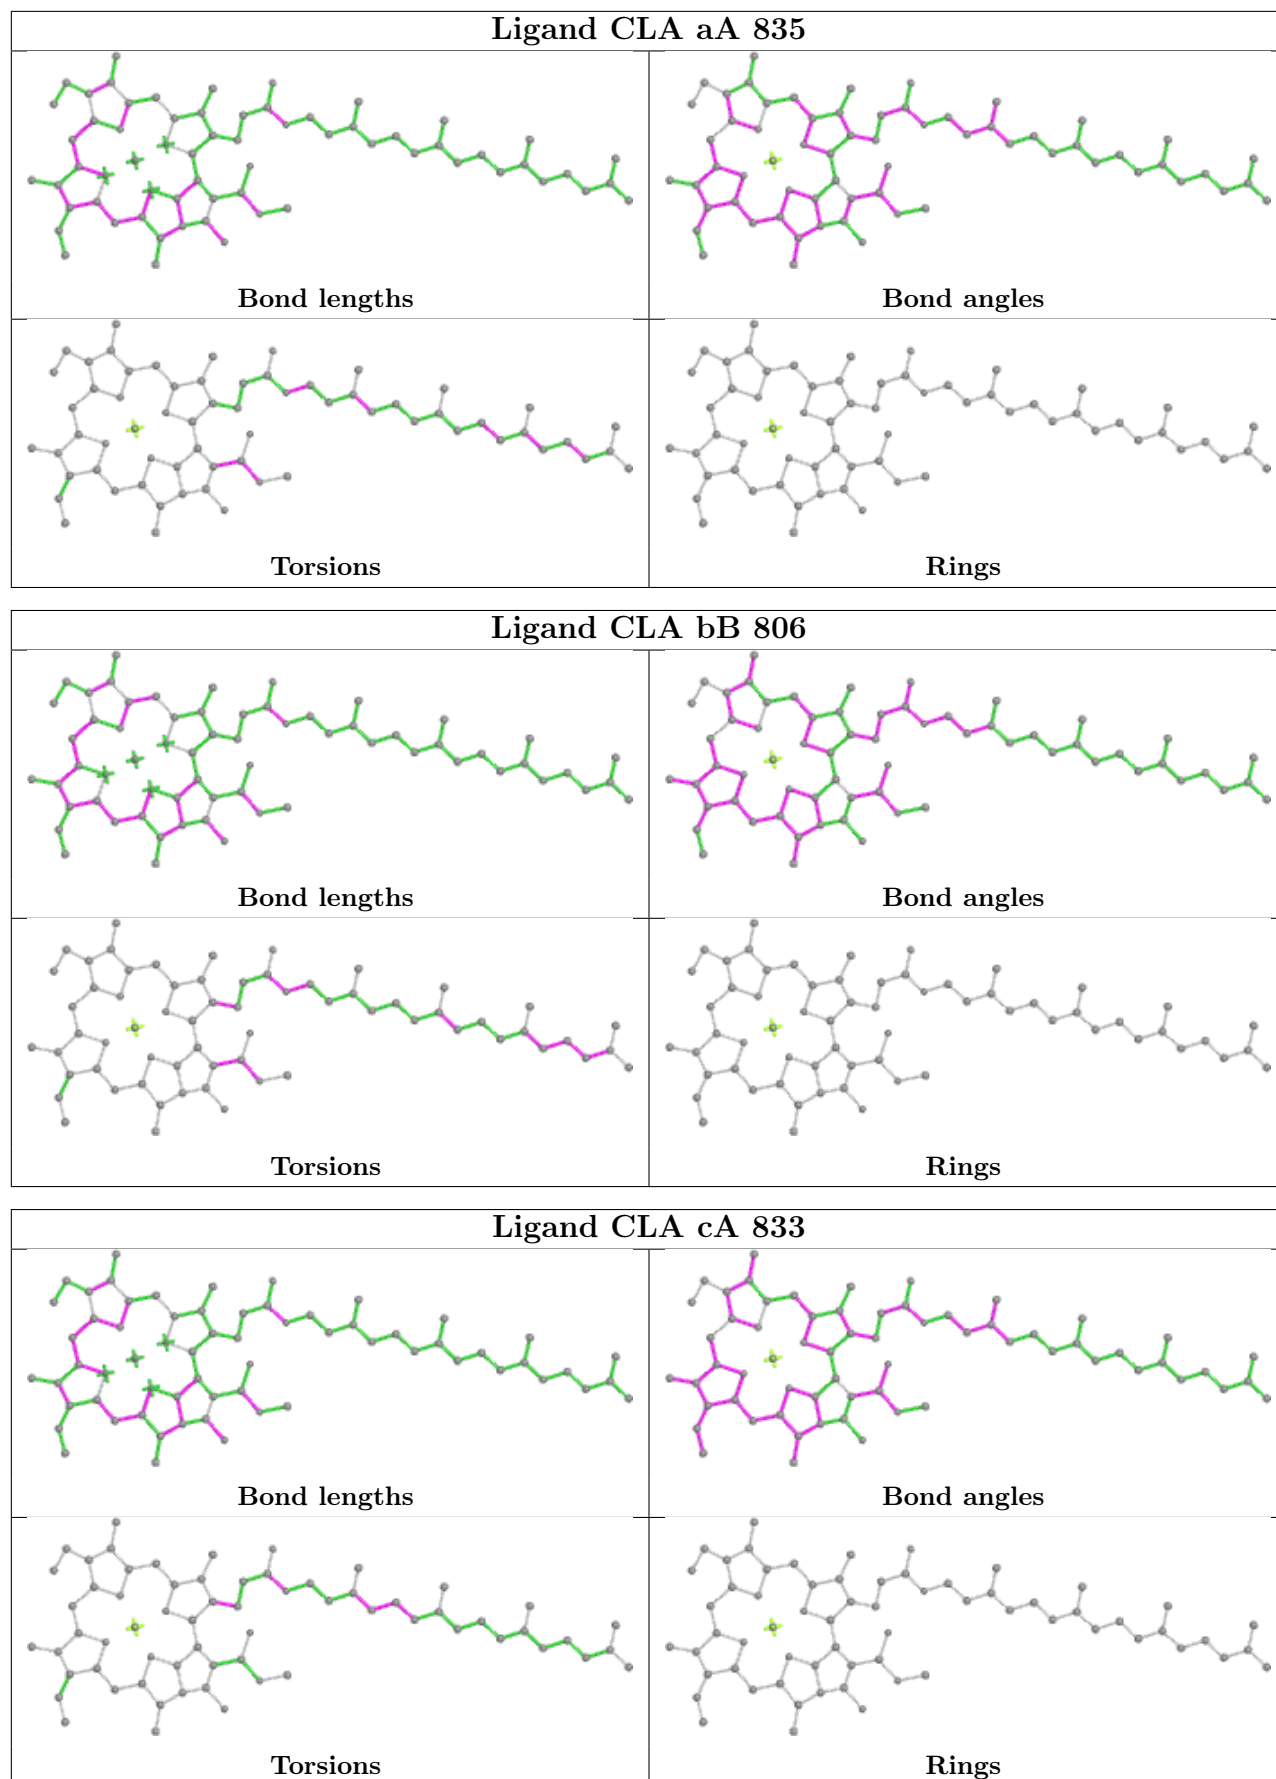 Ligand CLA aA 835
Bond lengths
Bond angles
Torsions
Rings
Ligand CLA bB 806
Bond lengths
Bond angles
Torsions
Rings
Ligand CLA cA 833
Bond lengths
Bond angles
Torsions
Rings